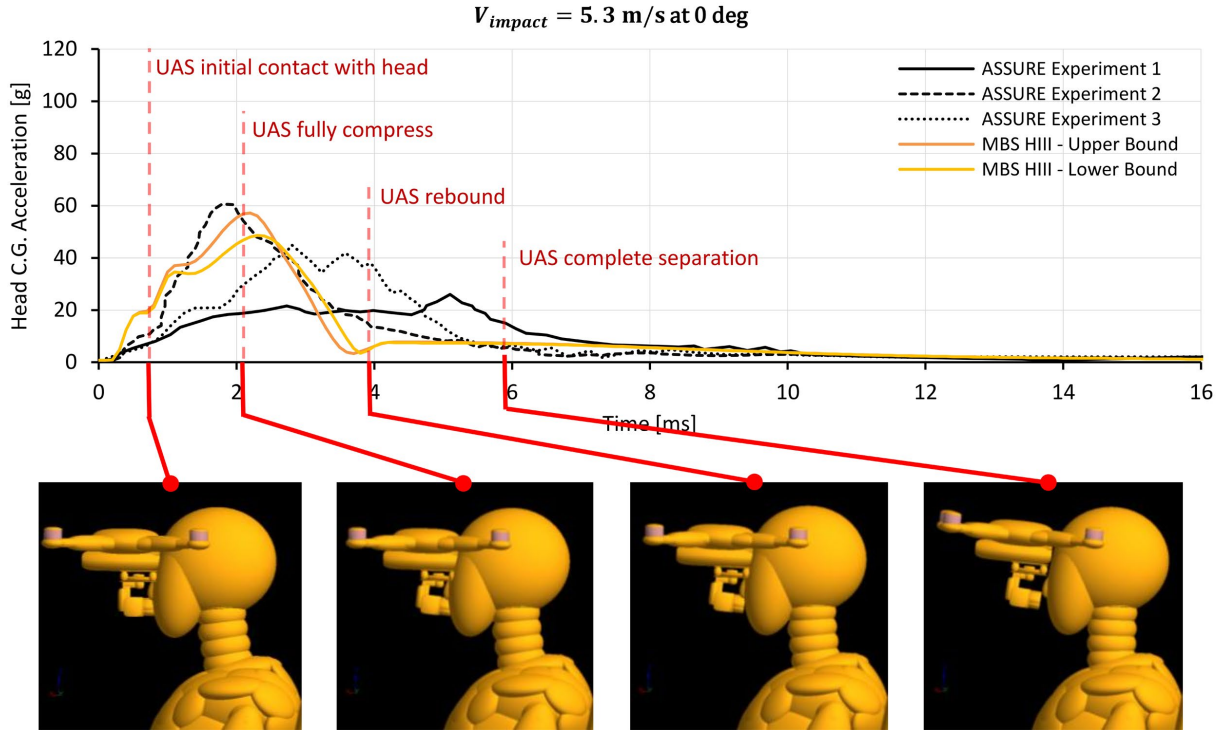 V_impact = 5.3 m/s at 0 deg
Head C.G. Acceleration [g]
120
100
80
60
40
20
0
UAS initial contact with head
UAS fully compress
UAS rebound
UAS complete separation
ASSURE Experiment 1
ASSURE Experiment 2
ASSURE Experiment 3
MBS HIII - Upper Bound
MBS HIII - Lower Bound
0 2 4 6 8 10 12 14 16
Time [ms]